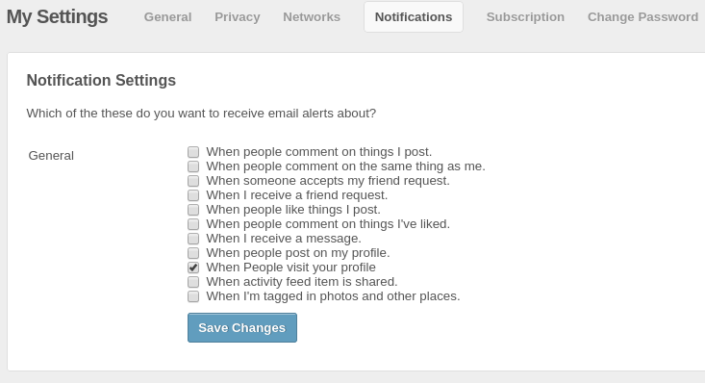 My Settings General Privacy Networks Notifications Subscription Change Password
Notification Settings
Which of the these do you want to receive email alerts about?
General
When people comment on things I post.
When people comment on the same thing as me.
When someone accepts my friend request.
When I receive a friend request.
When people like things I post.
When people comment on things I've liked.
When I receive a message.
When people post on my profile.
When People visit your profile
When activity feed item is shared.
When I'm tagged in photos and other places.
Save Changes